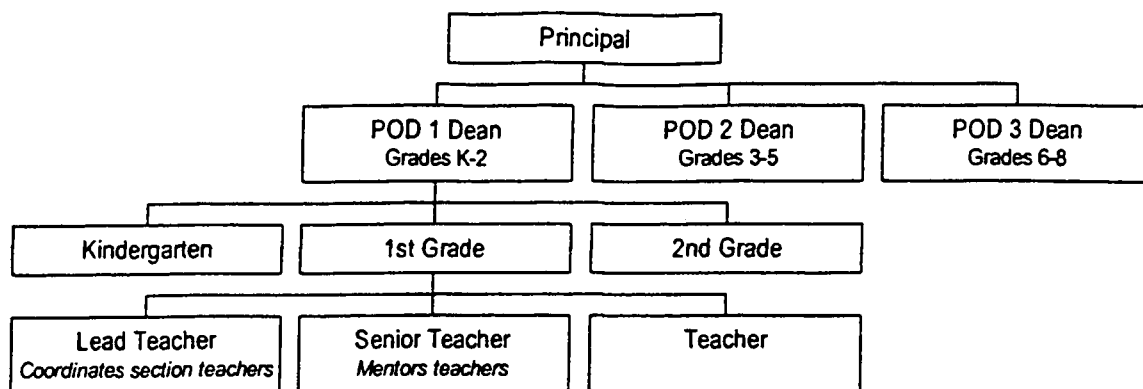 Principal
POD 1 Dean
Grades K-2
POD 2 Dean
Grades 3-5
POD 3 Dean
Grades 6-8
Kindergarten
1st Grade
2nd Grade
Lead Teacher
Coordinates section teachers
Senior Teacher
Mentors teachers
Teacher